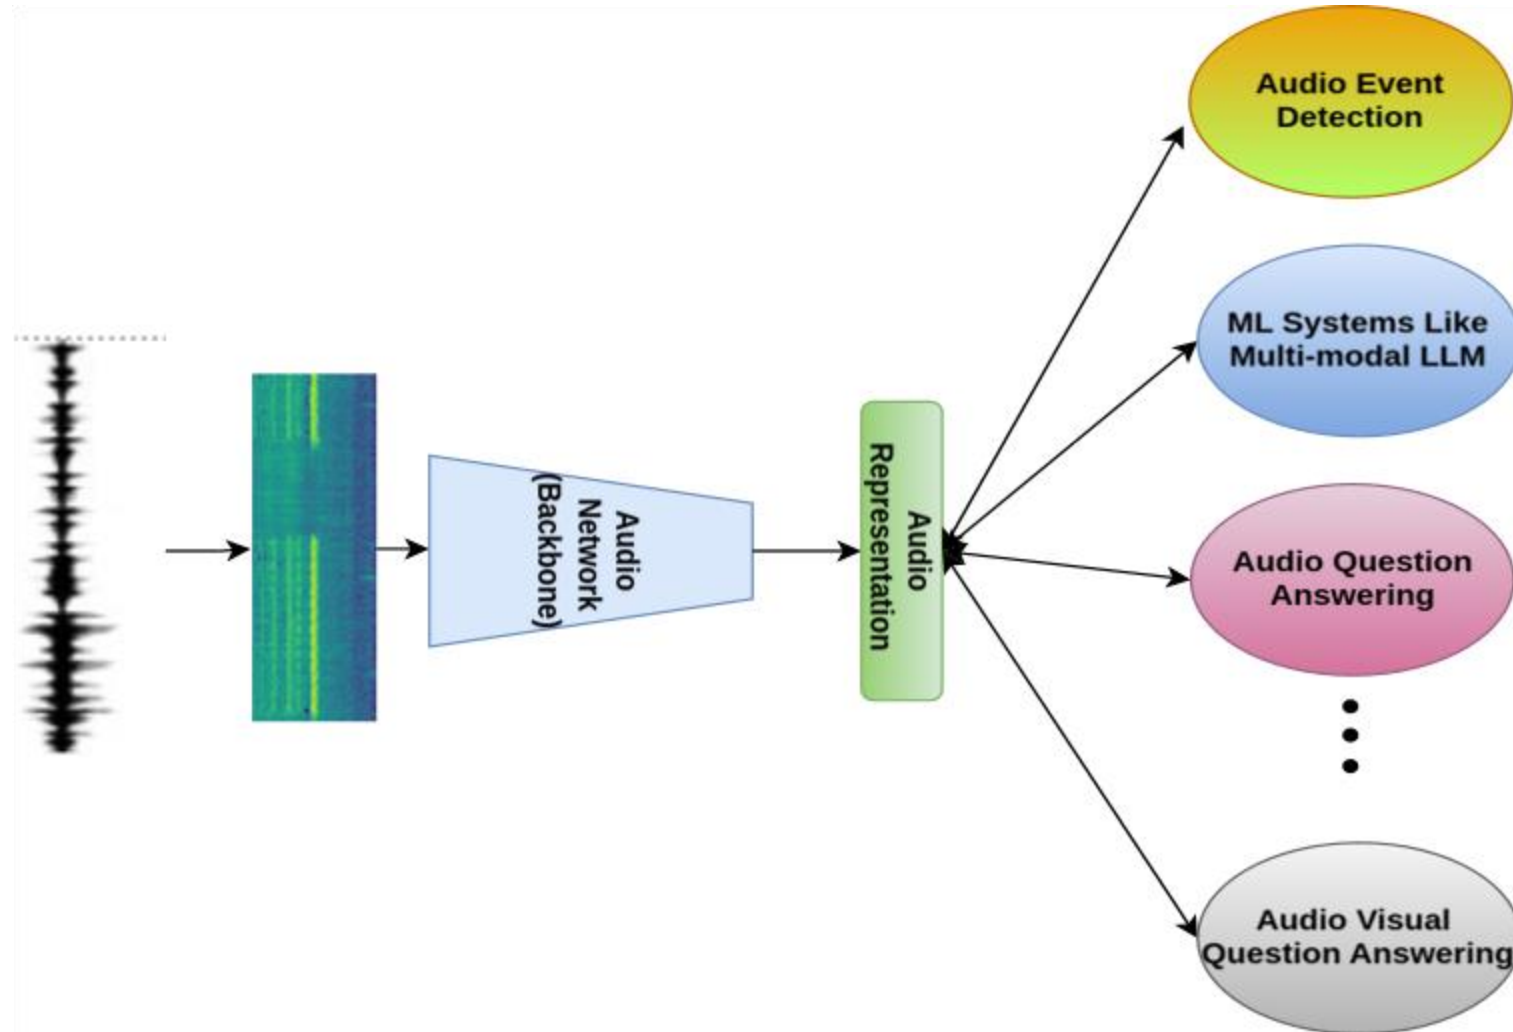 Audio
Network
(Backbone)
Audio
Representation
Audio Event
Detection
ML Systems Like
Multi-modal LLM
Audio Question
Answering
Audio Visual
Question Answering